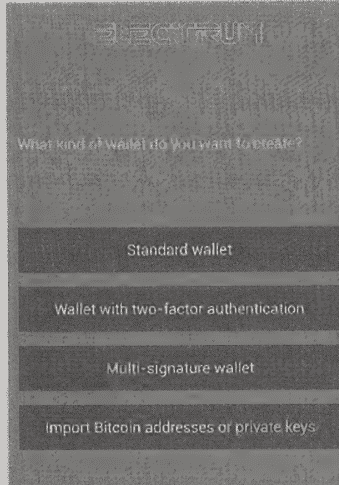 ELECTRUM
What kind of wallet do you want to create?
Standard wallet
Wallet with two-factor authentication
Multi-signature wallet
Import Bitcoin addresses or private keys